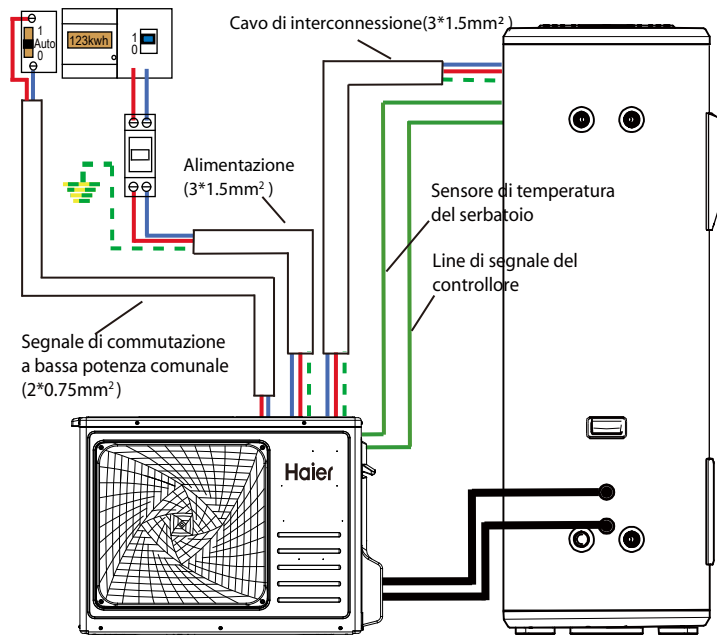 Cavo di interconnessione(3*1.5mm²)
1
Auto
0
123kwh
1
0
Alimentazione
(3*1.5mm²)
Sensore di temperatura
del serbatoio
Line di segnale del
controllore
Segnale di commutazione
a bassa potenza comunale
(2*0.75mm²)
Haier